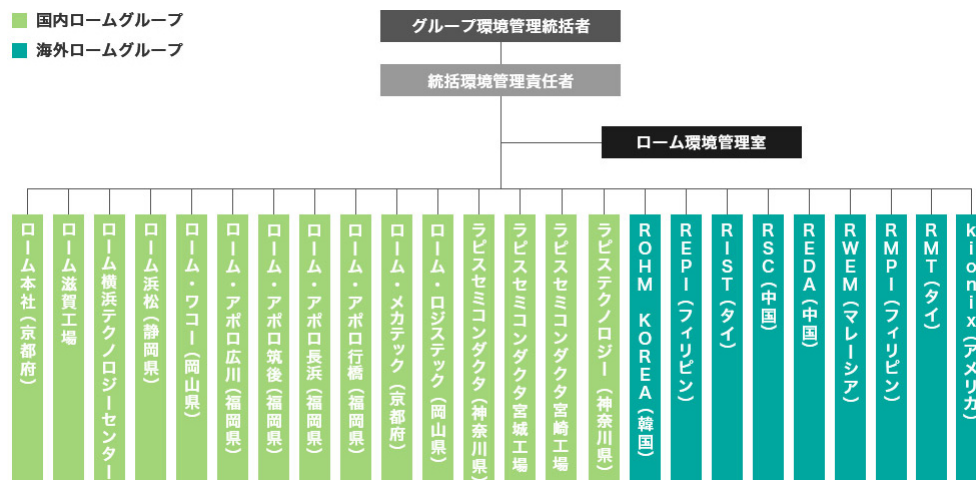 国内ロームグループ
海外ロームグループ
グループ環境管理統括者
統括環境管理責任者
ローム環境管理室
ローム本社(京都府)
ローム滋賀工場
ローム横浜テクノロジーセンター
ローム浜松(静岡県)
ローム・ワコー(岡山県)
ローム・アポロ広川(福岡県)
ローム・アポロ筑後(福岡県)
ローム・アポロ長浜(福岡県)
ローム・アポロ行橋(福岡県)
ローム・メカテック(京都府)
ローム・ロジステック(岡山県)
ラピスセミコンダクタ(神奈川県)
ラピスセミコンダクタ宮城工場
ラピスセミコンダクタ宮崎工場
ラピステクノロジー(神奈川県)
ROHM KOREA(韓国)
REPI(フィリピン)
RIST(タイ)
RSC(中国)
REDA(中国)
RWEM(マレーシア)
RMPI(フィリピン)
RMT(タイ)
kionix(アメリカ)